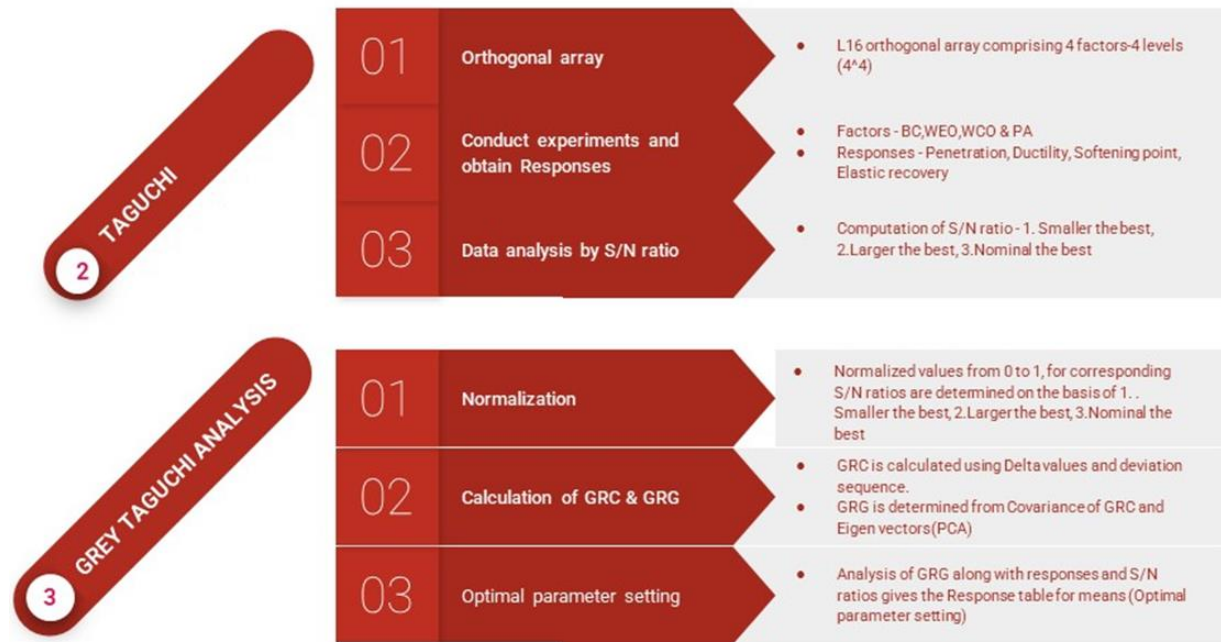 TAGUCHI
2
01
Orthogonal array
● L16 orthogonal array comprising 4 factors-4 levels
(4^4)
02
Conduct experiments and
obtain Responses
● Factors - BC,WEO,WCO & PA
● Responses - Penetration, Ductility, Softening point,
Elastic recovery
03
Data analysis by S/N ratio
● Computation of S/N ratio - 1. Smaller the best,
2.Larger the best, 3.Nominal the best
GREY TAGUCHI ANALYSIS
3
01
Normalization
● Normalized values from 0 to 1, for corresponding
S/N ratios are determined on the basis of 1. .
Smaller the best, 2.Larger the best, 3.Nominal the
best
02
Calculation of GRC & GRG
● GRC is calculated using Delta values and deviation
sequence.
● GRG is determined from Covariance of GRC and
Eigen vectors(PCA)
03
Optimal parameter setting
● Analysis of GRG along with responses and S/N
ratios gives the Response table for means (Optimal
parameter setting)